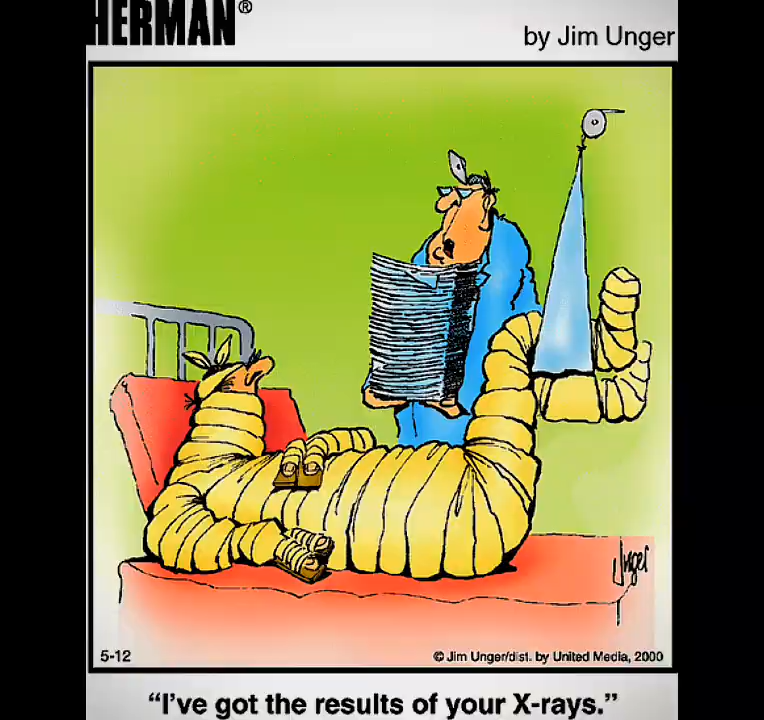 HERMAN®
by Jim Unger
Unger
5-12
© Jim Unger/dist. by United Media, 2000
“I’ve got the results of your X-rays.”